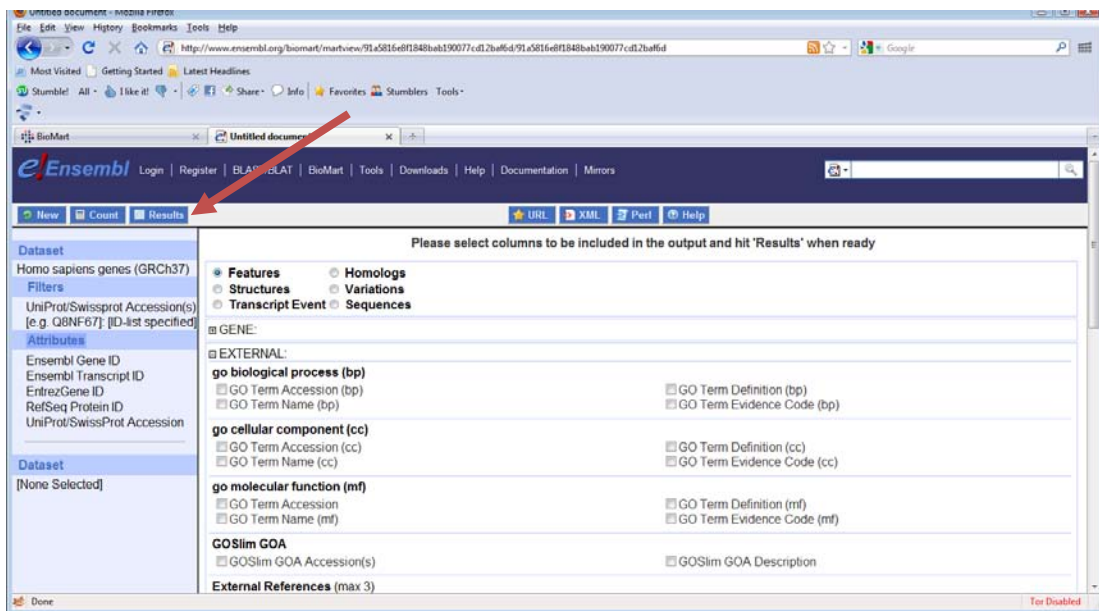 Untitled document - Mozilla Firefox
File Edit View History Bookmarks Tools Help
http://www.ensembl.org/biomart/martview/91a5816e8f1848bab190077cd12baf6d/91a5816e8f1848bab190077cd12baf6d
Google
Most Visited Getting Started Latest Headlines
Stumble! All I like it! Share Info Favorites Stumblers Tools
BioMart Untitled document
e!Ensembl Login | Register | BLAST/BLAT | BioMart | Tools | Downloads | Help | Documentation | Mirrors
New Count Results URL XML Perl Help
Please select columns to be included in the output and hit 'Results' when ready
Dataset
Homo sapiens genes (GRCh37)
Filters
UniProt/Swissprot Accession(s)
[e.g. Q8NF67]: [ID-list specified]
Attributes
Ensembl Gene ID
Ensembl Transcript ID
EntrezGene ID
RefSeq Protein ID
UniProt/SwissProt Accession
Dataset
[None Selected]
Features Homologs
Structures Variations
Transcript Event Sequences
GENE:
EXTERNAL:
go biological process (bp)
GO Term Accession (bp) GO Term Definition (bp)
GO Term Name (bp) GO Term Evidence Code (bp)
go cellular component (cc)
GO Term Accession (cc) GO Term Definition (cc)
GO Term Name (cc) GO Term Evidence Code (cc)
go molecular function (mf)
GO Term Accession GO Term Definition (mf)
GO Term Name (mf) GO Term Evidence Code (mf)
GOSlim GOA
GOSlim GOA Accession(s) GOSlim GOA Description
External References (max 3)
Done Tor Disabled